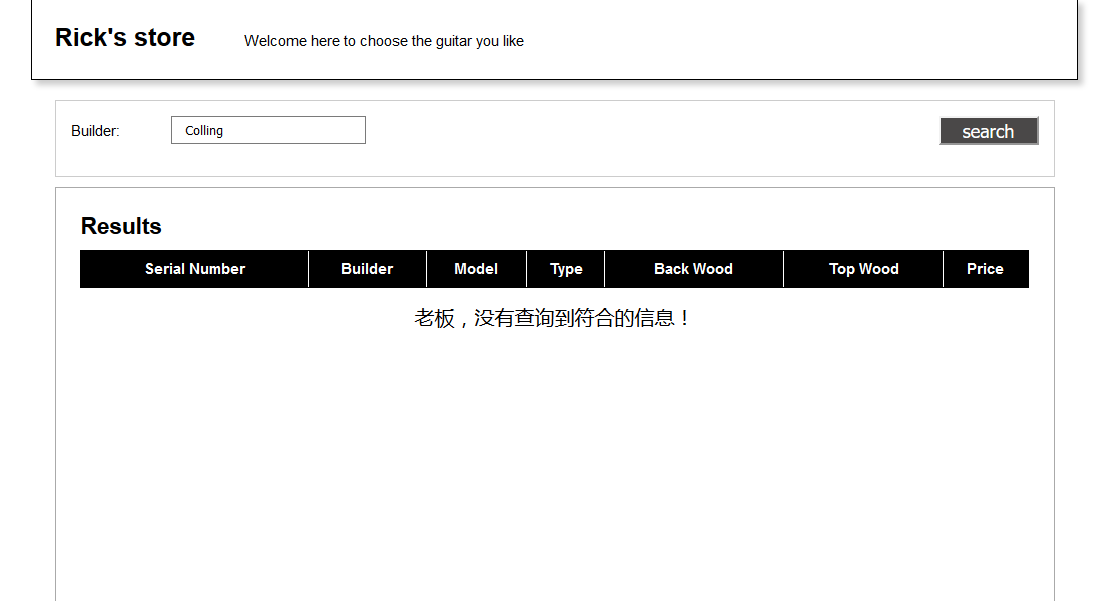 Rick's store Welcome here to choose the guitar you like
Builder: Colling search
Results
Serial Number Builder Model Type Back Wood Top Wood Price
老板，没有查询到符合的信息！